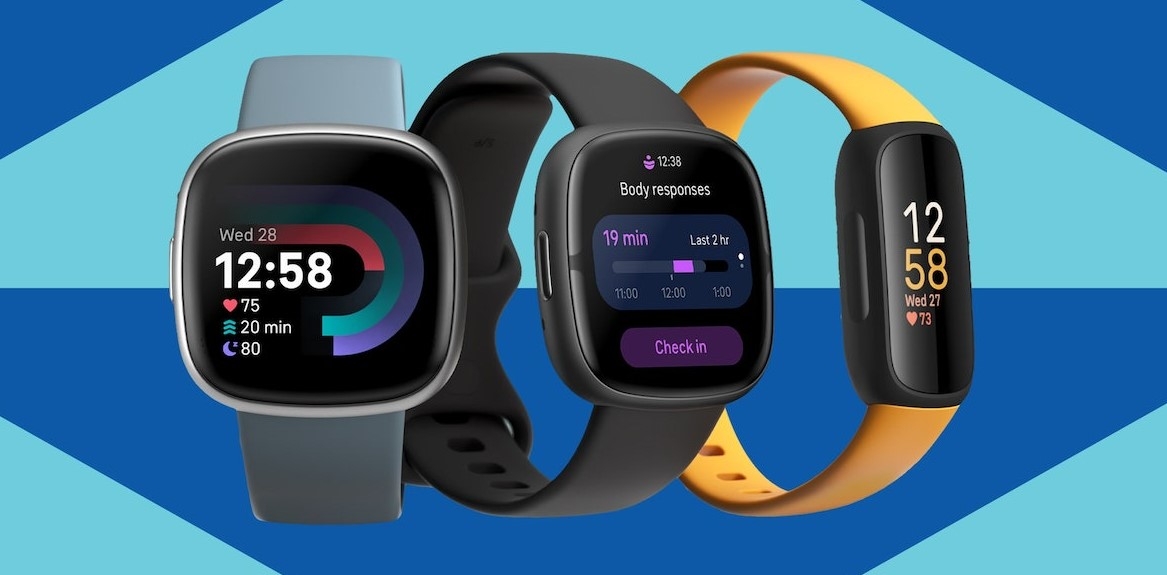 Wed 28
12:58
75
20 min
80
12:38
Body responses
19 min Last 2 hr
11:00 12:00 1:00
Check in
12
58
Wed 27
73